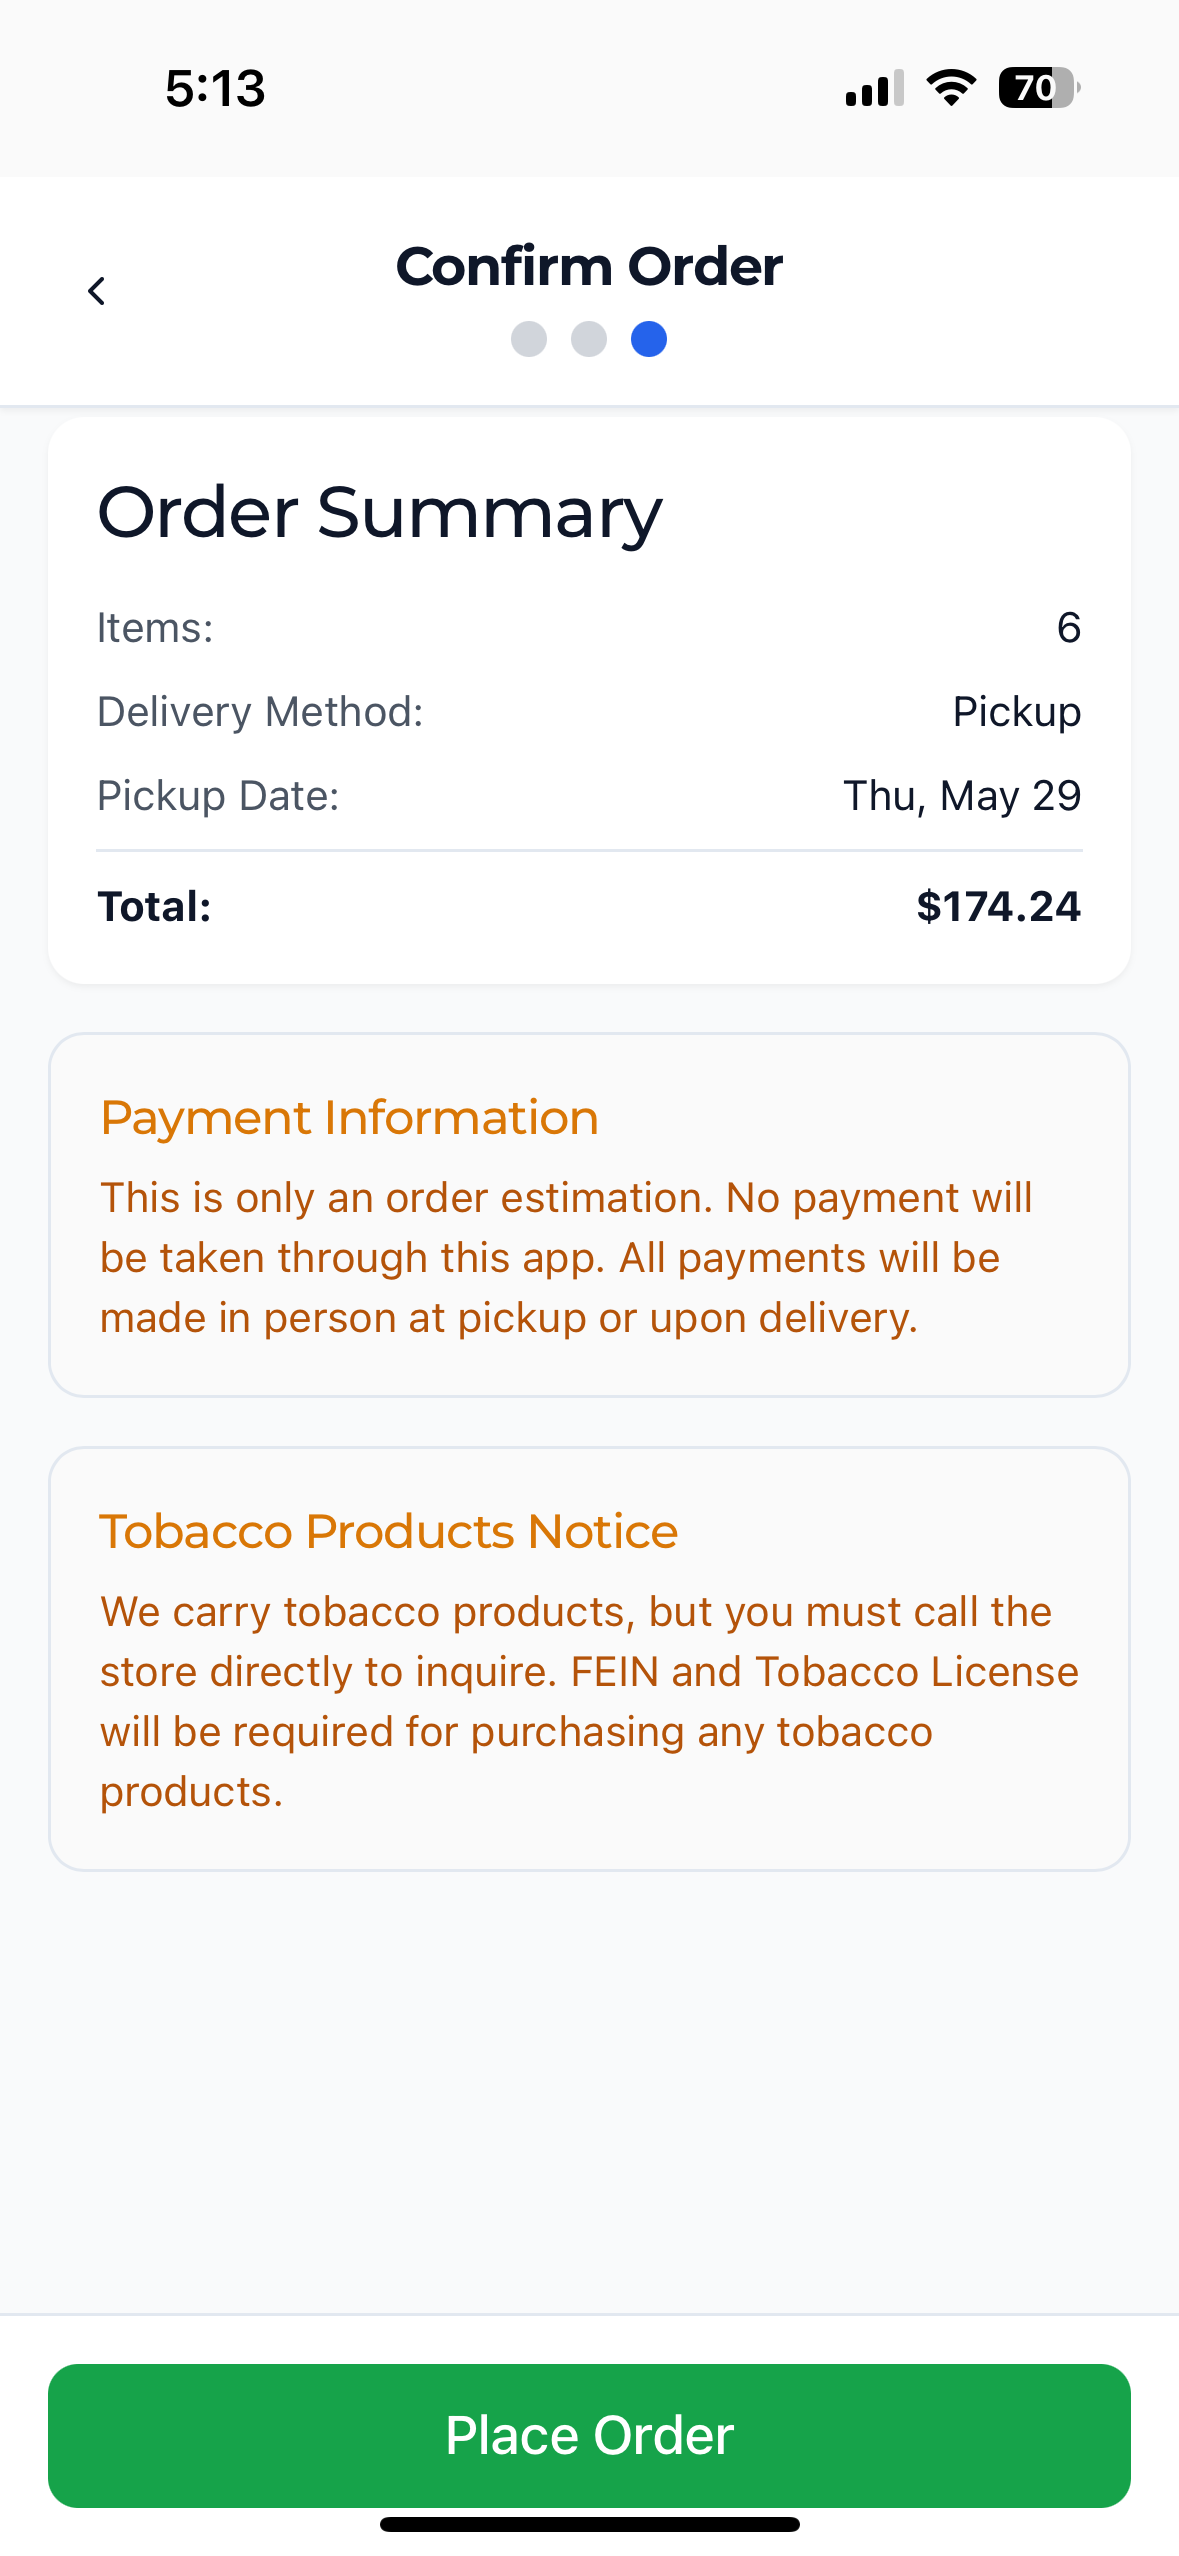 5:13
70
Confirm Order
Order Summary
Items: 6
Delivery Method: Pickup
Pickup Date: Thu, May 29
Total: $174.24
Payment Information
This is only an order estimation. No payment will
be taken through this app. All payments will be
made in person at pickup or upon delivery.
Tobacco Products Notice
We carry tobacco products, but you must call the
store directly to inquire. FEIN and Tobacco License
will be required for purchasing any tobacco
products.
Place Order